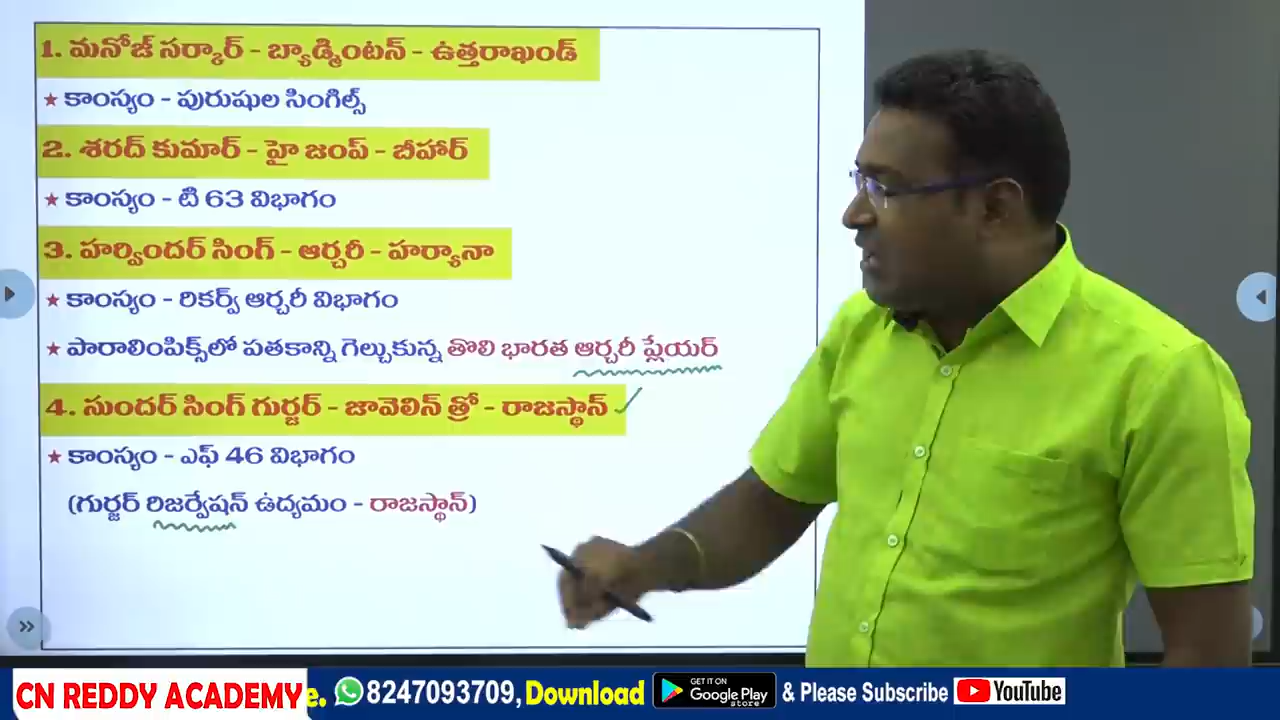 1. మనోజ్ సర్కార్ - బ్యాడ్మింటన్ - ఉత్తరాఖండ్
★ కాంస్యం - పురుషుల సింగిల్స్
2. శరద్ కుమార్ - హై జంప్ - బీహార్
★ కాంస్యం - టి 63 విభాగం
3. హర్విందర్ సింగ్ - ఆర్చరీ - హర్యానా
★ కాంస్యం - రికర్వ్ ఆర్చరీ విభాగం
★ పారాలింపిక్స్‌లో పతకాన్ని గెల్చుకున్న తొలి భారత ఆర్చరీ ప్లేయర్
4. సుందర్ సింగ్ గుర్జర్ - జావెలిన్ త్రో - రాజస్థాన్
★ కాంస్యం - ఎఫ్ 46 విభాగం
(గుర్జర్ రిజర్వేషన్ ఉద్యమం - రాజస్థాన్)
CN REDDY ACADEMY e. 8247093709, Download GET IT ON Google Play store & Please Subscribe YouTube